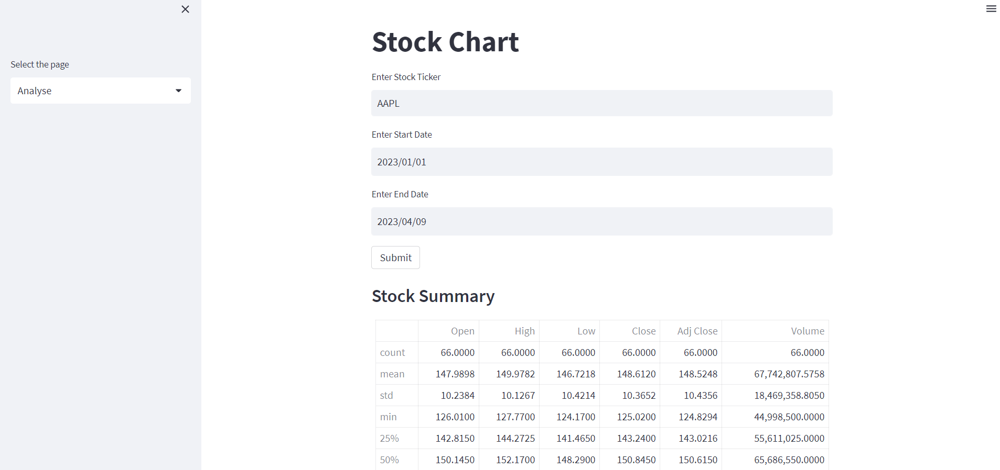 Select the page
Analyse
Stock Chart
Enter Stock Ticker
AAPL
Enter Start Date
2023/01/01
Enter End Date
2023/04/09
Submit
Stock Summary
Open High Low Close Adj Close Volume
count 66.0000 66.0000 66.0000 66.0000 66.0000 66.0000
mean 147.9898 149.9782 146.7218 148.6120 148.5248 67,742,807.5758
std 10.2384 10.1267 10.4214 10.3652 10.4356 18,469,358.8050
min 126.0100 127.7700 124.1700 125.0200 124.8294 44,998,500.0000
25% 142.8150 144.2725 141.4650 143.2400 143.0216 55,611,025.0000
50% 150.1450 152.1700 148.2900 150.8450 150.6150 65,686,550.0000